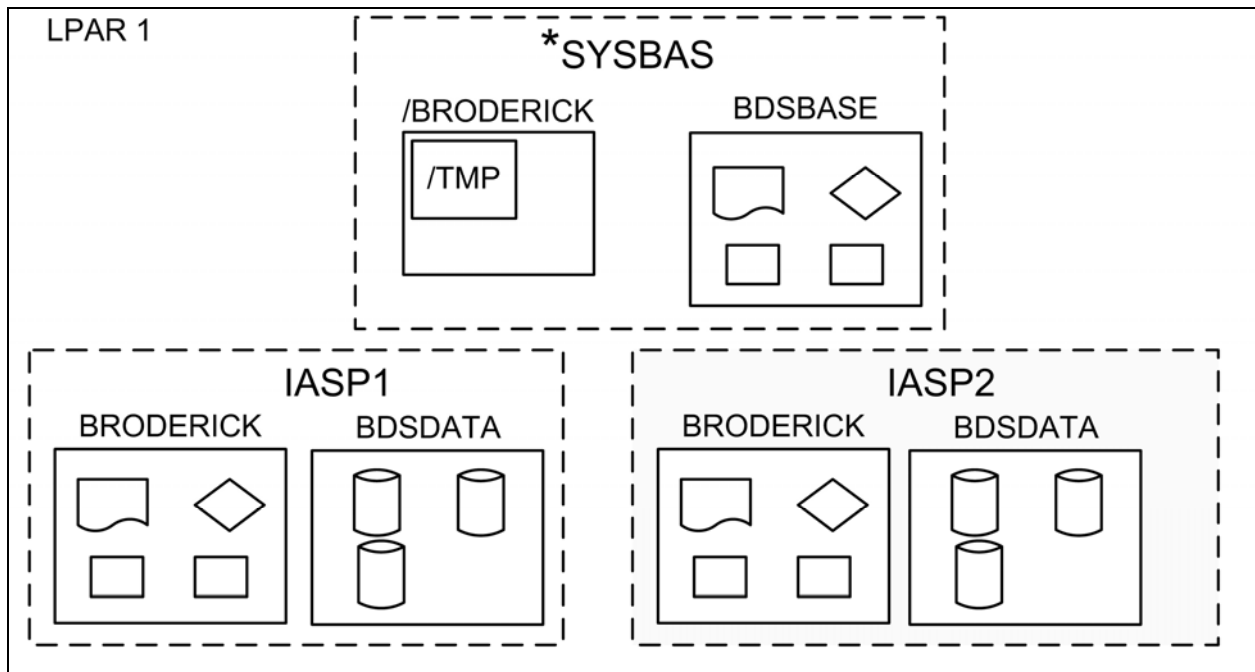 LPAR 1
*SYSBAS
/BRODERICK
BDSBASE
/TMP
IASP1
IASP2
BRODERICK
BDSDATA
BRODERICK
BDSDATA